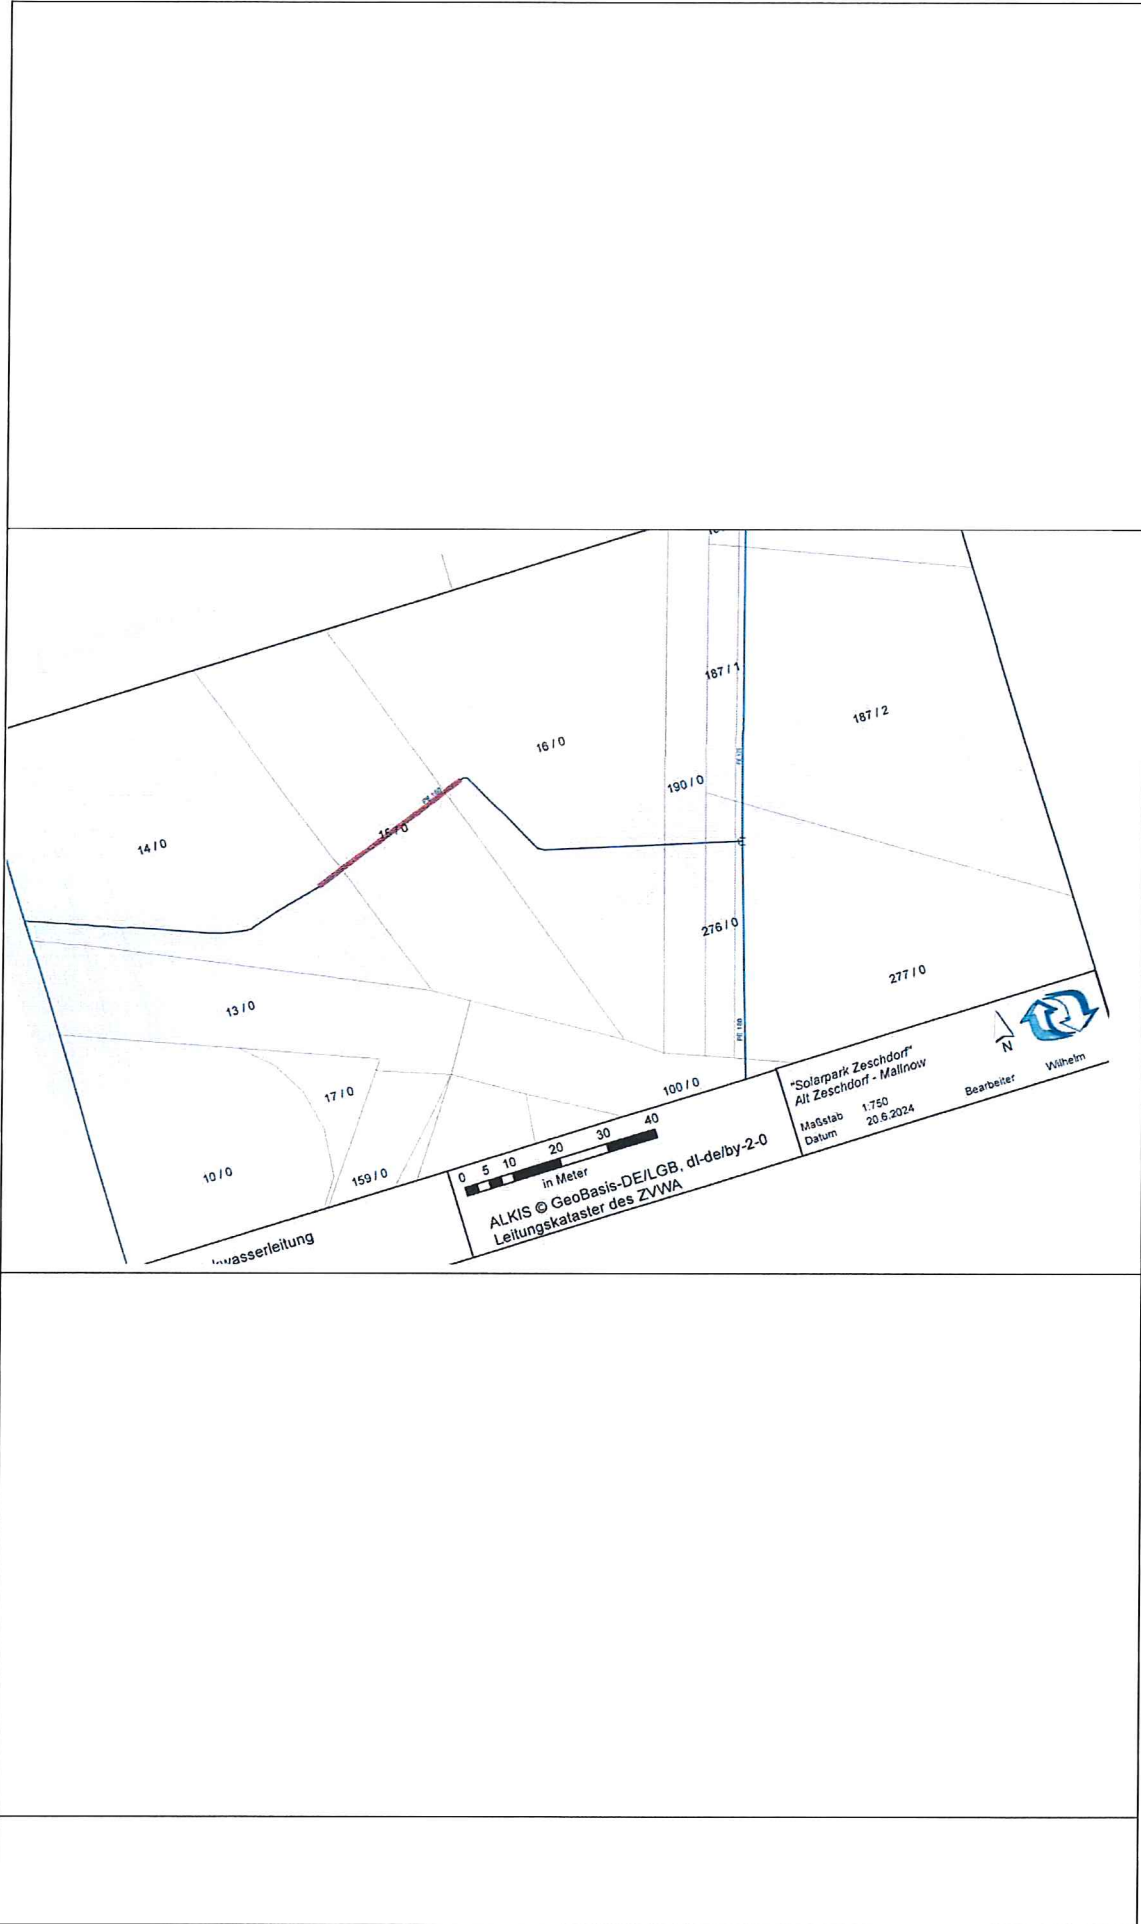 187 / 1
187 / 2
16 / 0
190 / 0
15 / 0
14 / 0
276 / 0
277 / 0
13 / 0
17 / 0
100 / 0
10 / 0
159 / 0
N
"Solarpark Zeschdorf"
Alt Zeschdorf - Mallnow
Maßstab 1:750
Datum 20.6.2024
Bearbeiter Wilhelm
0 5 10 20 30 40
in Meter
ALKIS © GeoBasis-DE/LGB, dl-de/by-2-0
Leitungskataster des ZVWA
kwasserleitung